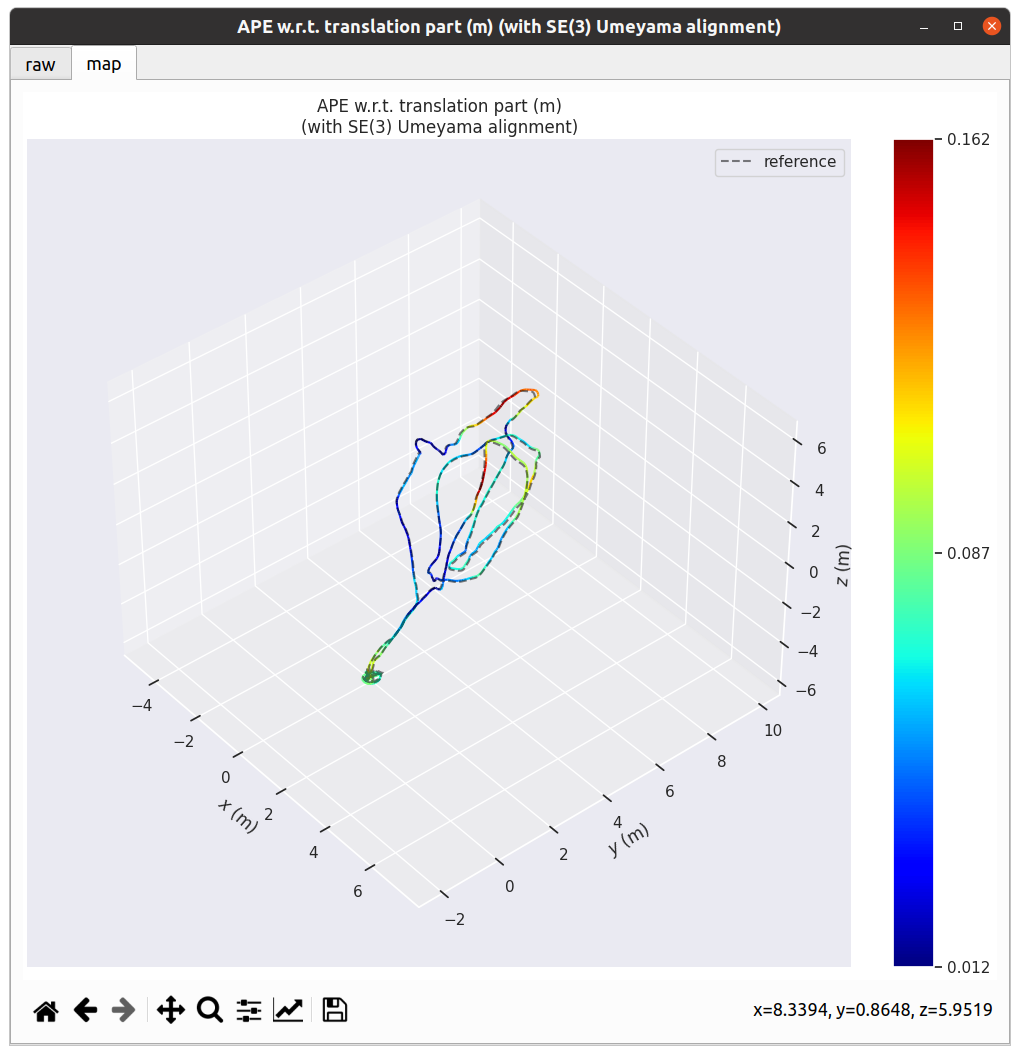 APE w.r.t. translation part (m) (with SE(3) Umeyama alignment)
raw
map
APE w.r.t. translation part (m)
(with SE(3) Umeyama alignment)
reference
0.162
0.087
0.012
6
4
2
0
−2
−4
−6
z (m)
−4
−2
0
2
4
6
x (m)
10
8
6
4
2
0
−2
y (m)
x=8.3394, y=0.8648, z=5.9519